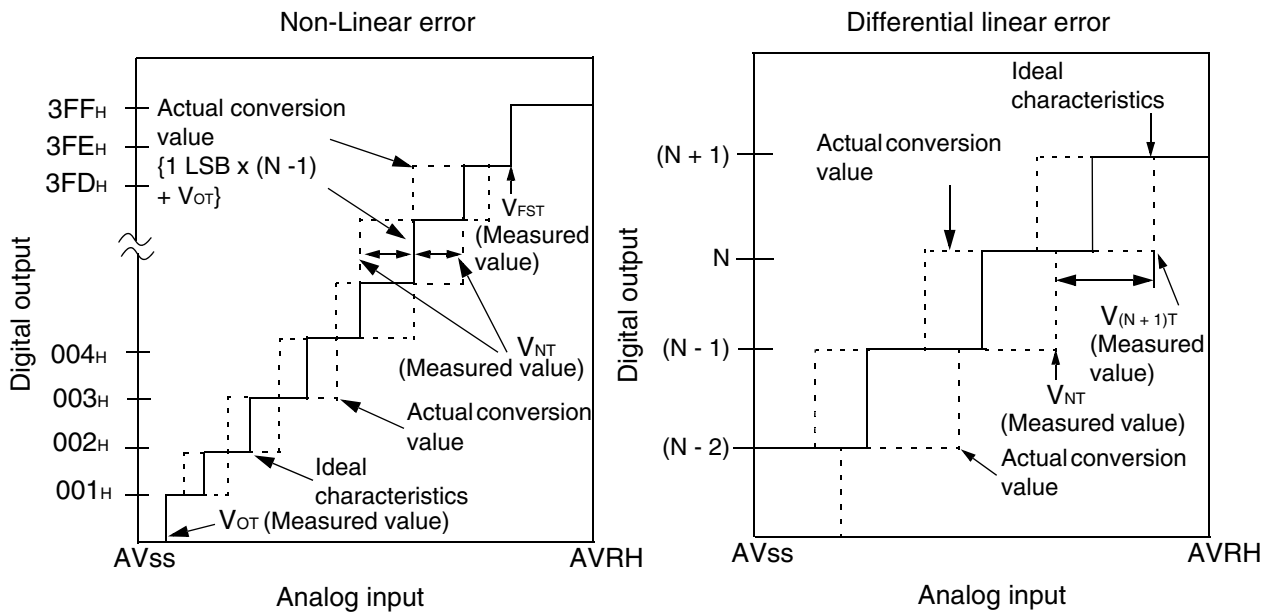 Non-Linear error
3FFH
3FEH
3FDH
004H
003H
002H
001H
Digital output
Actual conversion
value
{1 LSB x (N -1)
+ VOT}
VFST
(Measured
value)
VNT
(Measured value)
Actual conversion
value
Ideal
characteristics
VOT (Measured value)
AVss
AVRH
Analog input
Differential linear error
(N + 1)
N
(N - 1)
(N - 2)
Digital output
Ideal
characteristics
Actual conversion
value
V(N + 1)T
(Measured
value)
VNT
(Measured value)
Actual conversion
value
AVss
AVRH
Analog input